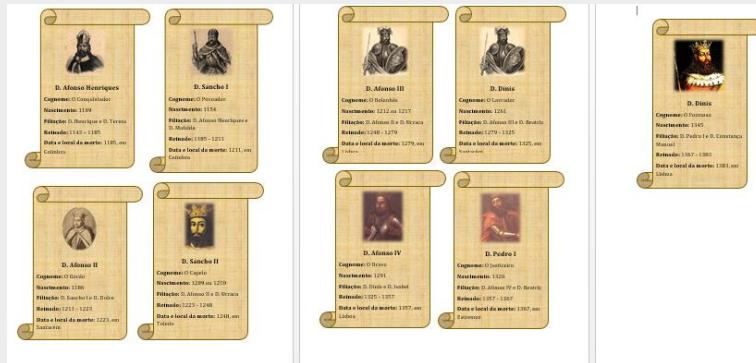 D. Afonso Henriques
Cognome: O Conquistador
Nascimento: 1109
Filiação: D. Henrique e D. Teresa
Reinado: 1143 - 1185
Data e local da morte: 1185, em
Coimbra
D. Sancho I
Cognome: O Povoador
Nascimento: 1154
Filiação: D. Afonso Henriques e
D. Mafalda
Reinado: 1185 - 1211
Data e local da morte: 1211, em
Coimbra
D. Afonso II
Cognome: O Gordo
Nascimento: 1186
Filiação: D. Sancho I e D. Dulce
Reinado: 1211 - 1223
Data e local da morte: 1223, em
Santarém
D. Sancho II
Cognome: O Capelo
Nascimento: 1209 ou 1210
Filiação: D. Afonso II e D. Urraca
Reinado: 1223 - 1248
Data e local da morte: 1248, em
Toledo
D. Afonso III
Cognome: O Bolonhês
Nascimento: 1212 ou 1217
Filiação: D. Afonso II e D. Urraca
Reinado: 1248 - 1279
Data e local da morte: 1279, em
Lisboa
D. Dinis
Cognome: O Lavrador
Nascimento: 1261
Filiação: D. Afonso III e D. Beatriz
Reinado: 1279 - 1325
Data e local da morte: 1325, em
Santarém
D. Afonso IV
Cognome: O Bravo
Nascimento: 1291
Filiação: D. Dinis e D. Isabel
Reinado: 1325 - 1357
Data e local da morte: 1357, em
Lisboa
D. Pedro I
Cognome: O Justiceiro
Nascimento: 1320
Filiação: D. Afonso IV e D. Beatriz
Reinado: 1357 - 1367
Data e local da morte: 1367, em
Estremoz
D. Dinis
Cognome: O Formoso
Nascimento: 1345
Filiação: D. Pedro I e D. Constança
Manuel
Reinado: 1367 - 1383
Data e local da morte: 1383, em
Lisboa